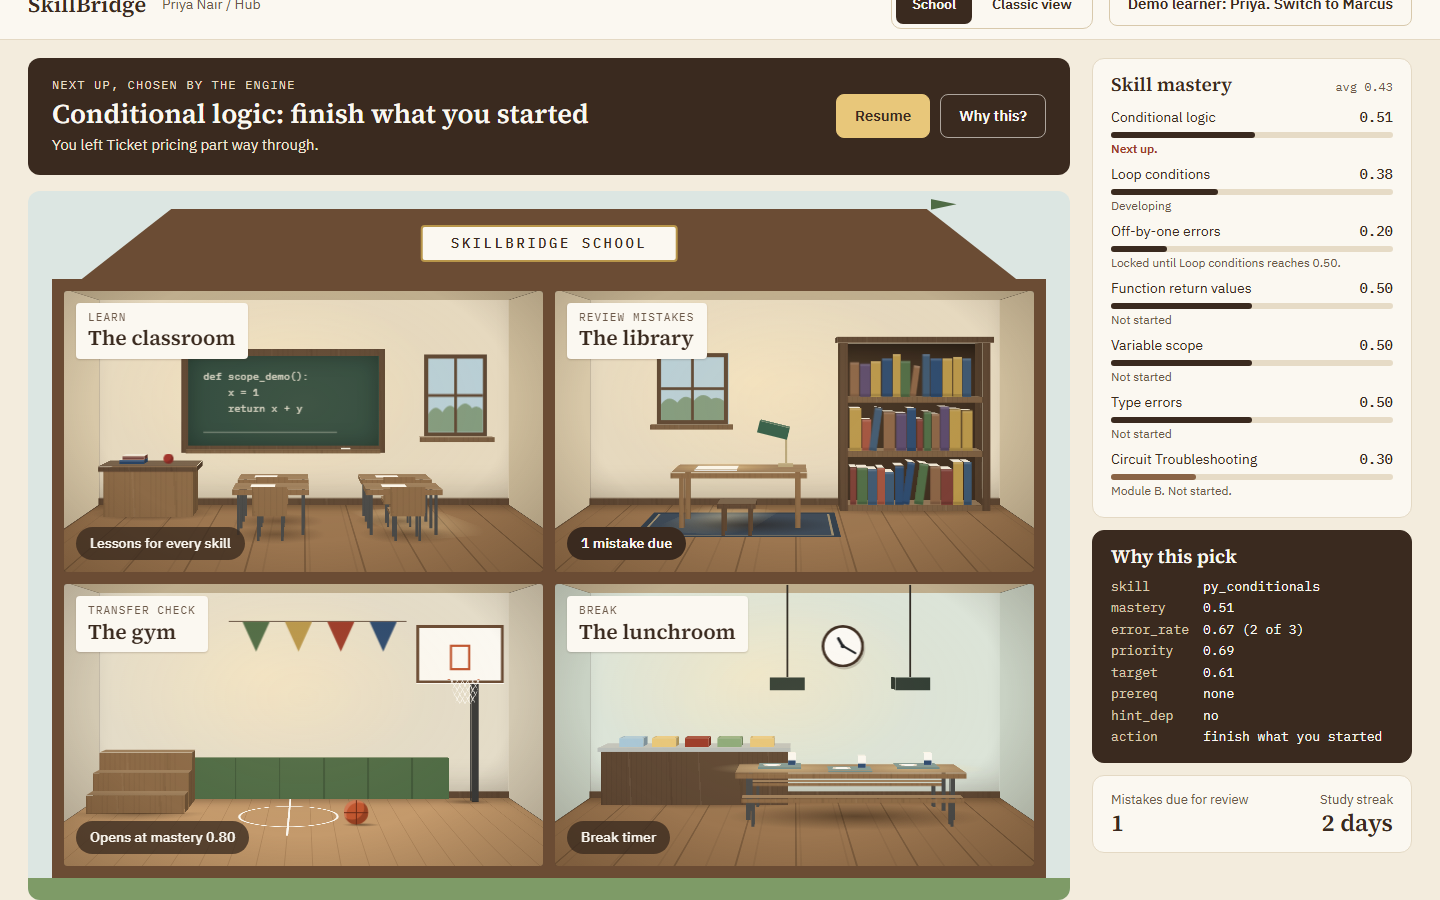 SkillBridge Priya Nair / Hub
School Classic view Demo learner: Priya. Switch to Marcus
NEXT UP, CHOSEN BY THE ENGINE
Conditional logic: finish what you started
You left Ticket pricing part way through.
Resume Why this?
SKILLBRIDGE SCHOOL
LEARN
The classroom
def scope_demo():
x = 1
return x + y
Lessons for every skill
REVIEW MISTAKES
The library
1 mistake due
TRANSFER CHECK
The gym
Opens at mastery 0.80
BREAK
The lunchroom
Break timer
Skill mastery avg 0.43
Conditional logic 0.51
Next up.
Loop conditions 0.38
Developing
Off-by-one errors 0.20
Locked until Loop conditions reaches 0.50.
Function return values 0.50
Not started
Variable scope 0.50
Not started
Type errors 0.50
Not started
Circuit Troubleshooting 0.30
Module B. Not started.
Why this pick
skill py_conditionals
mastery 0.51
error_rate 0.67 (2 of 3)
priority 0.69
target 0.61
prereq none
hint_dep no
action finish what you started
Mistakes due for review Study streak
1 2 days